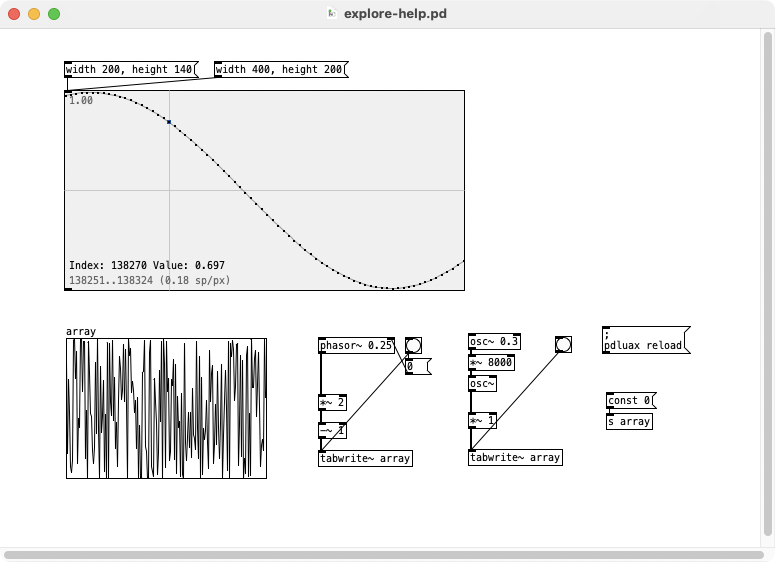 explore-help.pd
width 200, height 140
width 400, height 200
1.00
Index: 138270 Value: 0.697
138251..138324 (0.18 sp/px)
array
phasor~ 0.25
0
*~ 2
-~ 1
tabwrite~ array
osc~ 0.3
*~ 8000
osc~
*~ 1
tabwrite~ array
;
pdluax reload
const 0
s array